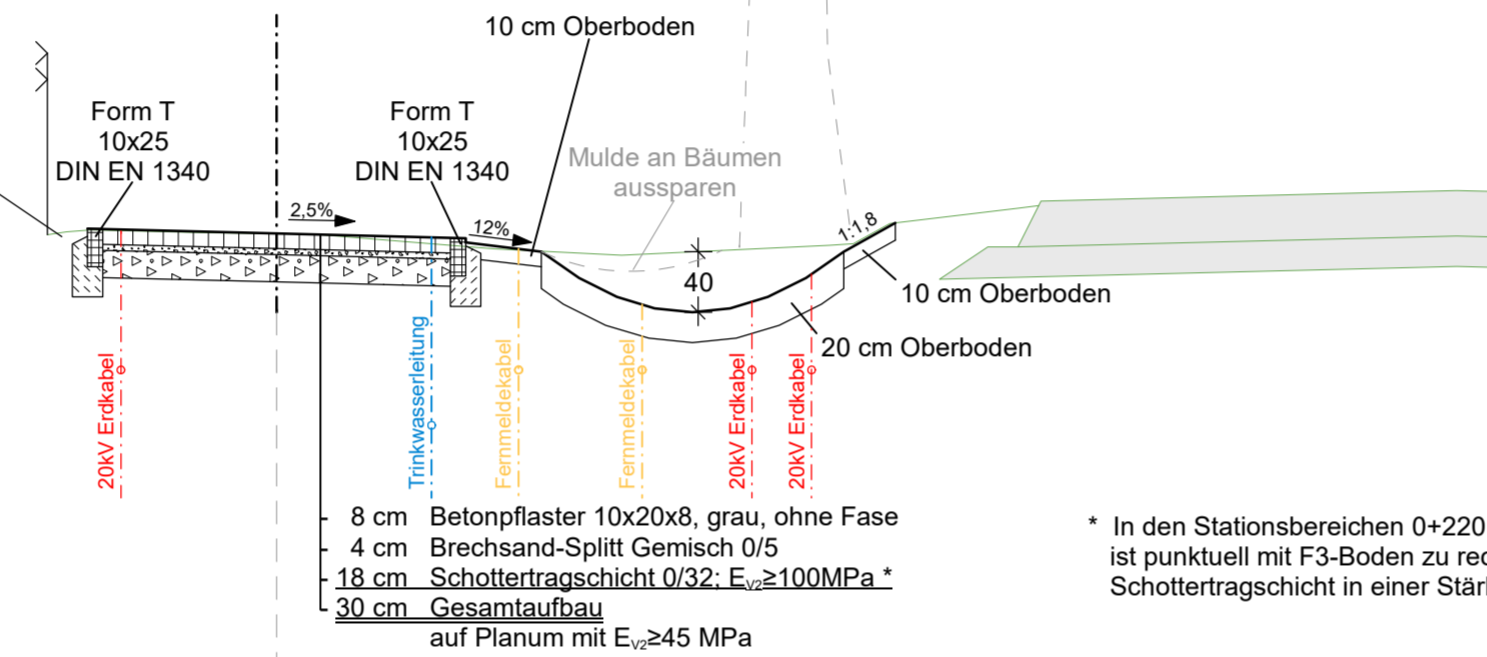 10 cm Oberboden
Form T
10x25
DIN EN 1340
Form T
10x25
DIN EN 1340
Mulde an Bäumen
aussparen
2,5%
12%
1:1,8
40
10 cm Oberboden
20 cm Oberboden
20kV Erdkabel
Trinkwasserleitung
Fernmeldekabel
Fernmeldekabel
20kV Erdkabel
20kV Erdkabel
8 cm Betonpflaster 10x20x8, grau, ohne Fase
4 cm Brechsand-Splitt Gemisch 0/5
18 cm Schottertragschicht 0/32; EV2≥100MPa *
30 cm Gesamtaufbau
auf Planum mit EV2≥45 MPa
* In den Stationsbereichen 0+220
ist punktuell mit F3-Boden zu
Schottertragschicht in einer